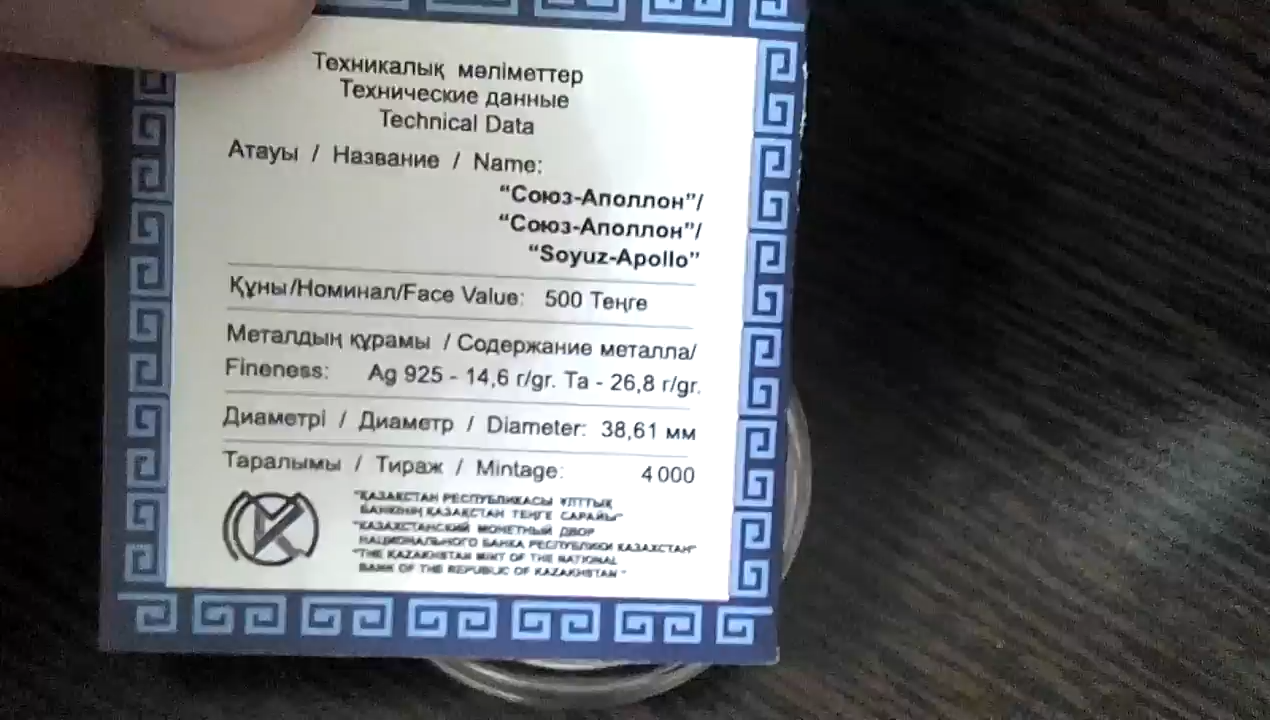 Техникалық мәліметтер
Технические данные
Technical Data
Атауы / Название / Name:
“Союз-Аполлон”/
“Союз-Аполлон”/
“Soyuz-Apollo”
Құны/Номинал/Face Value: 500 Теңге
Металдың құрамы / Содержание металла/
Fineness: Ag 925 - 14,6 г/gr. Ta - 26,8 г/gr.
Диаметрі / Диаметр / Diameter: 38,61 мм
Таралымы / Тираж / Mintage: 4 000
"ҚАЗАҚСТАН РЕСПУБЛИКАСЫ ҰЛТТЫҚ
БАНКІНІҢ ҚАЗАҚСТАН ТЕҢГЕ САРАЙЫ"
"КАЗАХСТАНСКИЙ МОНЕТНЫЙ ДВОР
НАЦИОНАЛЬНОГО БАНКА РЕСПУБЛИКИ КАЗАХСТАН"
"THE KAZAKHSTAN MINT OF THE NATIONAL
BANK OF THE REPUBLIC OF KAZAKHSTAN"